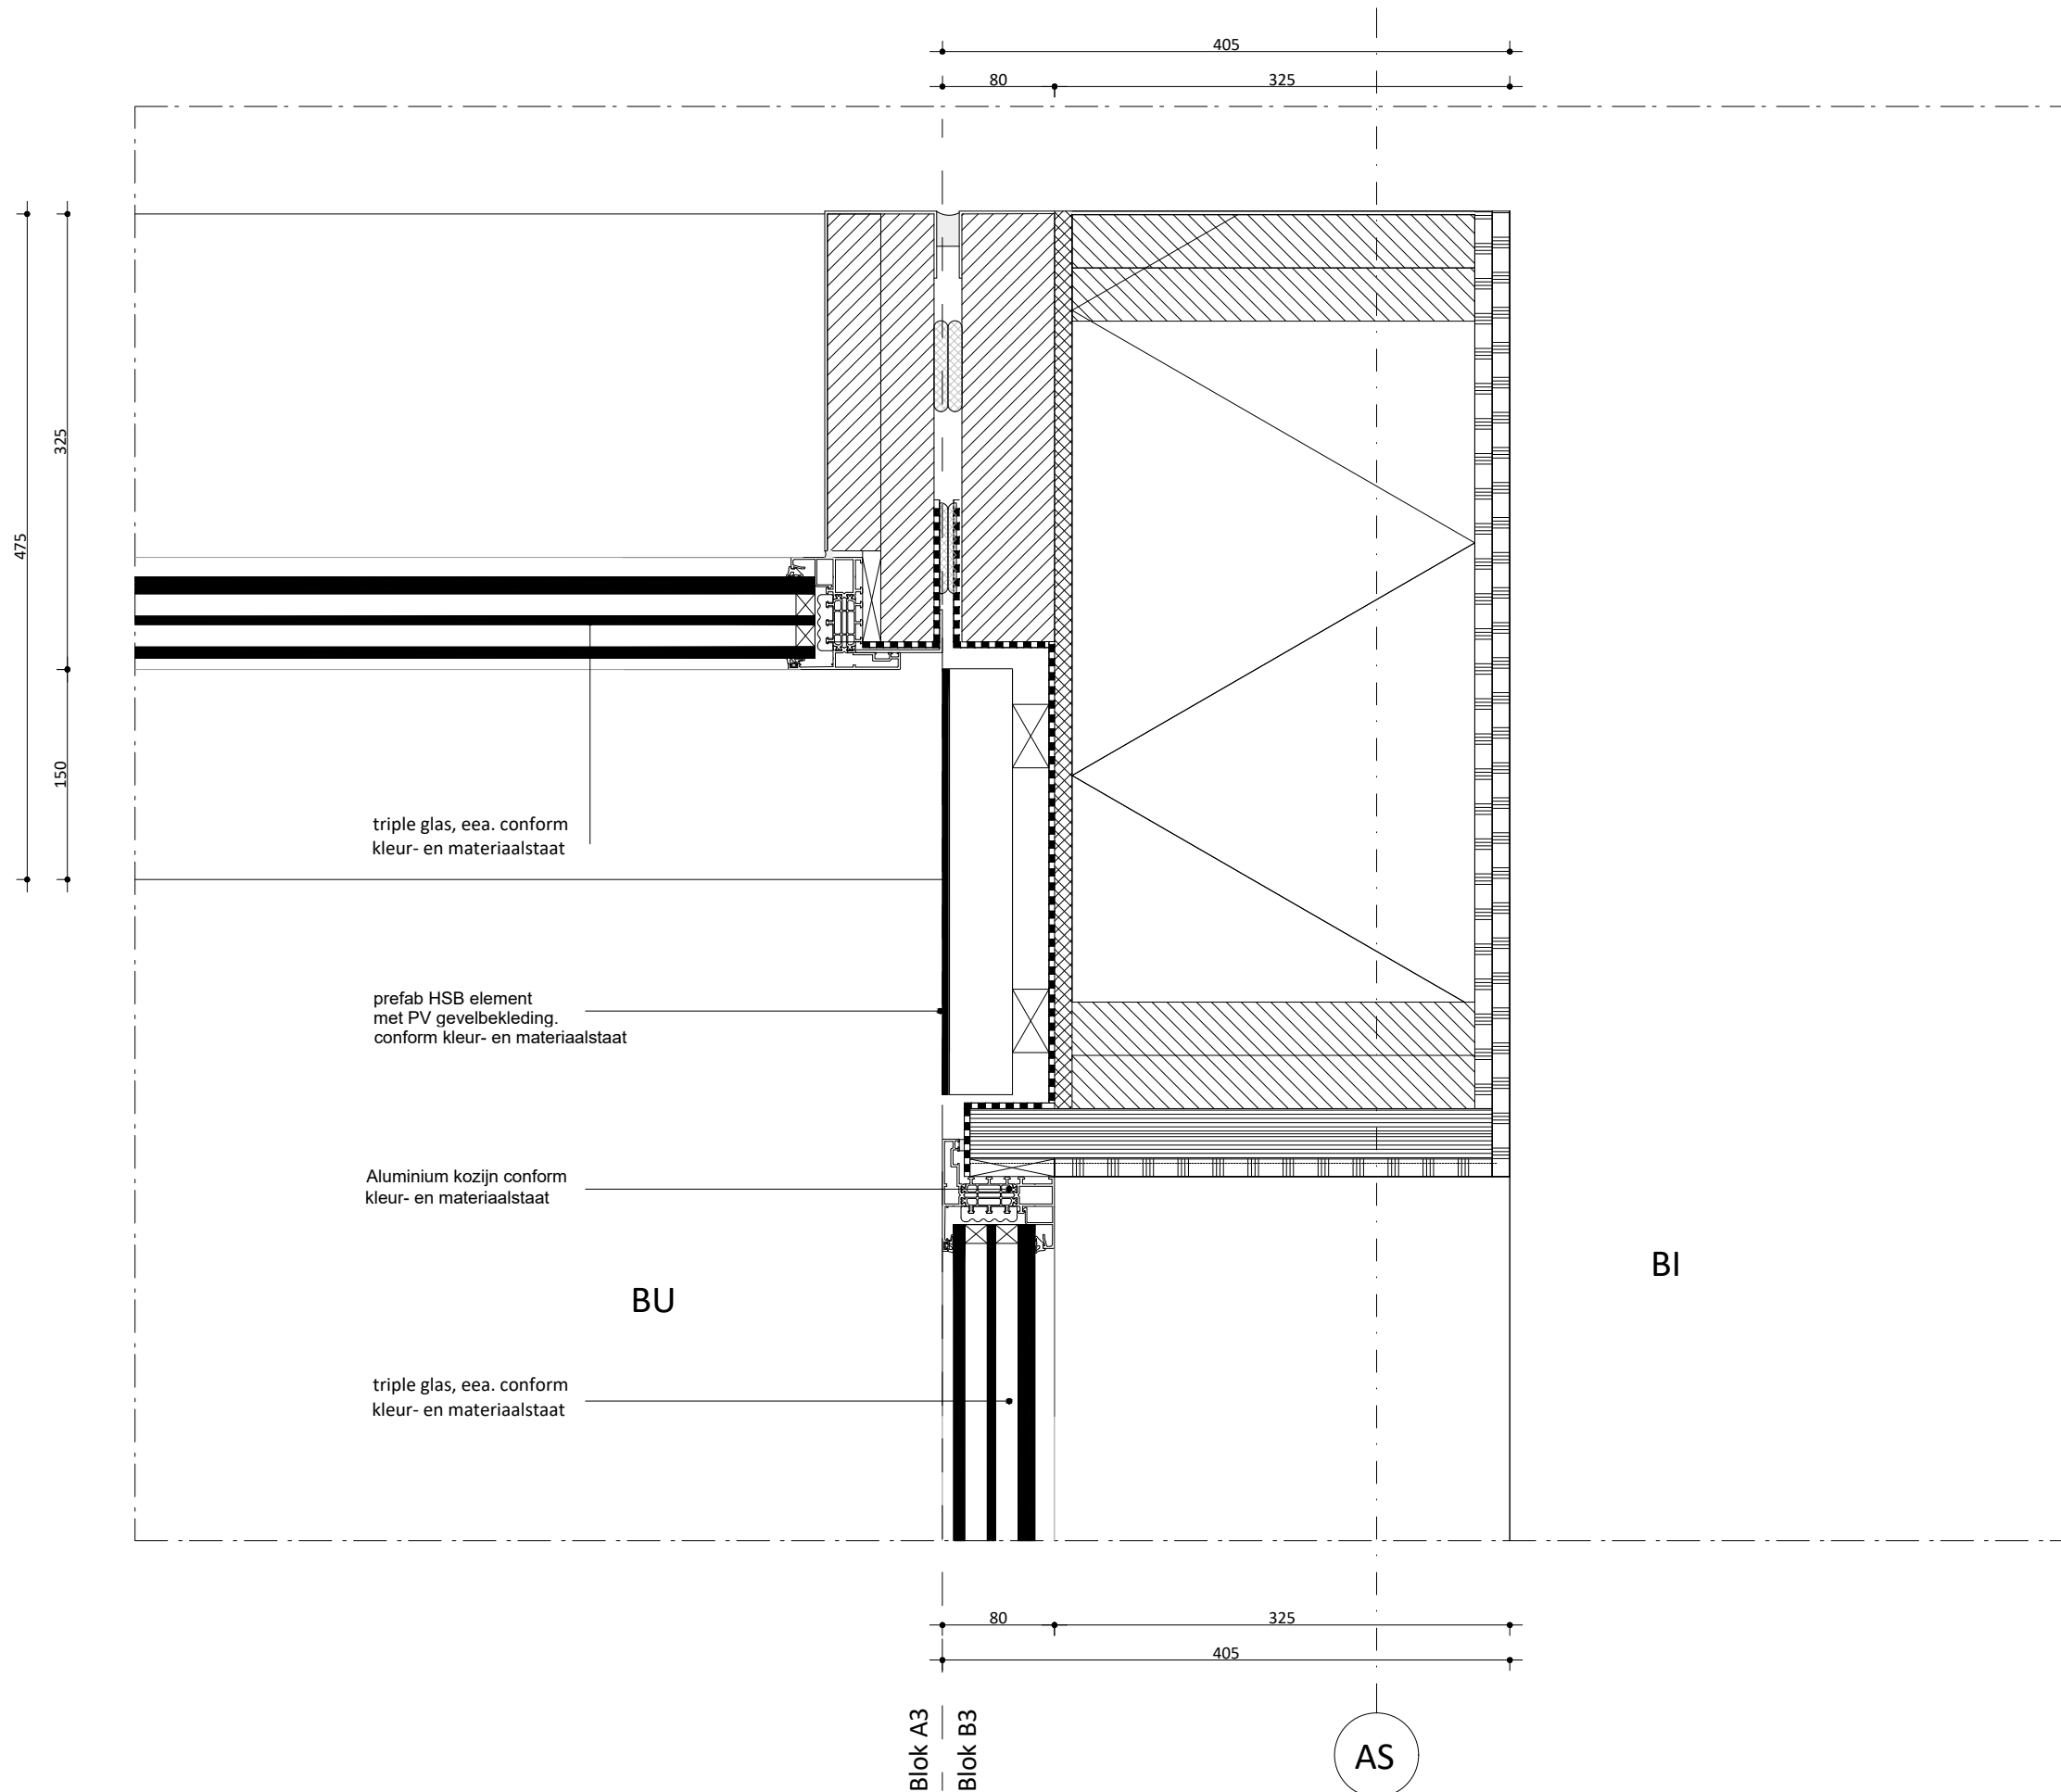 405
80
325
325
475
150
triple glas, eea. conform
kleur- en materiaalstaat
prefab HSB element
met PV gevelbekleding.
conform kleur- en materiaalstaat
Aluminium kozijn conform
kleur- en materiaalstaat
BI
BU
triple glas, eea. conform
kleur- en materiaalstaat
80
325
405
Blok A3
Blok B3
AS